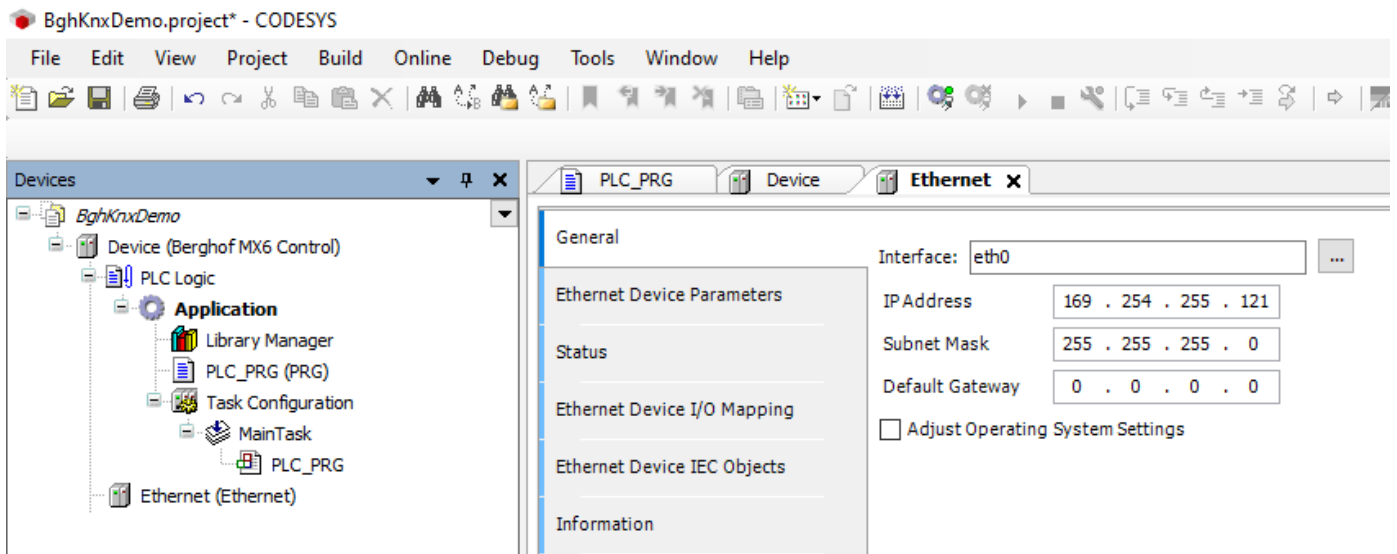 BghKnxDemo.project* - CODESYS
File Edit View Project Build Online Debug Tools Window Help
Devices
BghKnxDemo
Device (Berghof MX6 Control)
PLC Logic
Application
Library Manager
PLC_PRG (PRG)
Task Configuration
MainTask
PLC_PRG
Ethernet (Ethernet)
PLC_PRG Device Ethernet
General
Ethernet Device Parameters
Status
Ethernet Device I/O Mapping
Ethernet Device IEC Objects
Information
Interface: eth0 ...
IP Address 169 . 254 . 255 . 121
Subnet Mask 255 . 255 . 255 . 0
Default Gateway 0 . 0 . 0 . 0
Adjust Operating System Settings